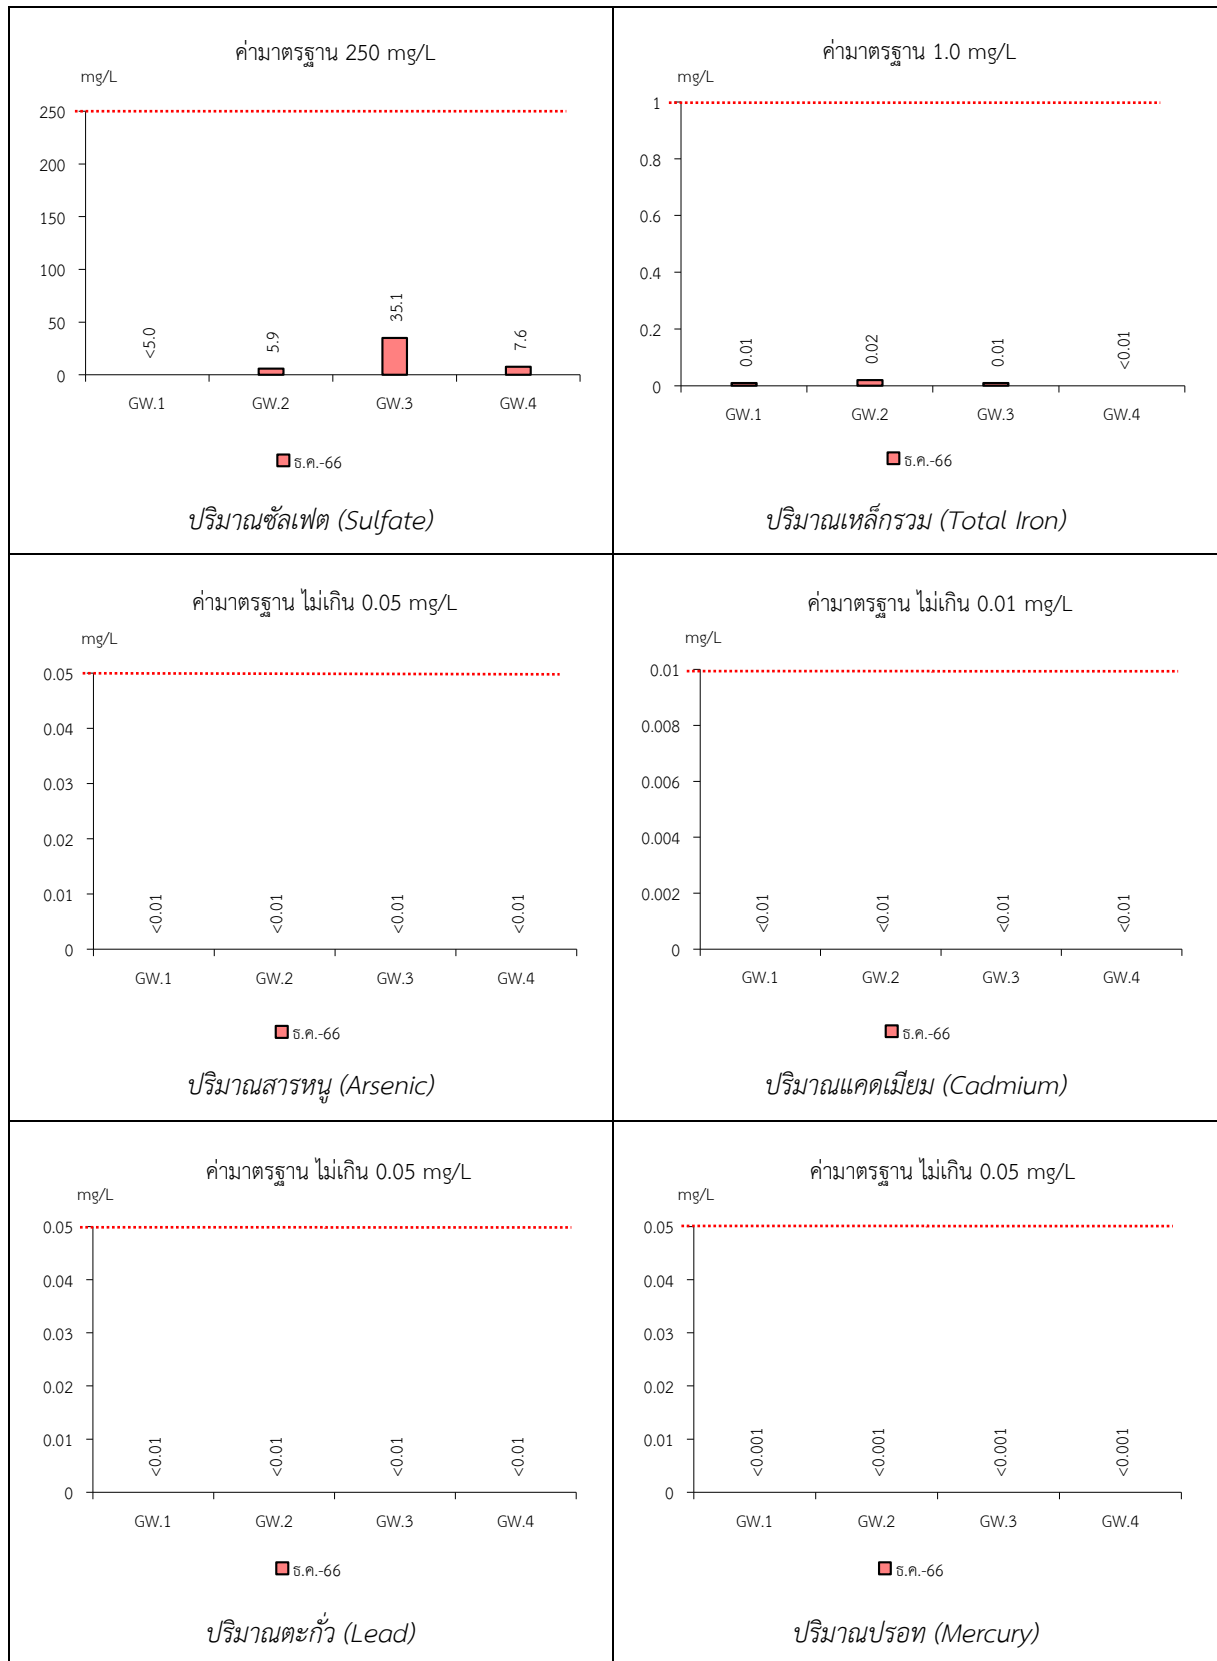 ค่ามาตรฐาน 250 mg/L
mg/L
250
200
150
100
50
0
<5.0
5.9
35.1
7.6
GW.1 GW.2 GW.3 GW.4
ธ.ค.-66
ปริมาณซัลเฟต (Sulfate)
ค่ามาตรฐาน 1.0 mg/L
mg/L
1
0.8
0.6
0.4
0.2
0
0.01
0.02
0.01
<0.01
GW.1 GW.2 GW.3 GW.4
ธ.ค.-66
ปริมาณเหล็กรวม (Total Iron)
ค่ามาตรฐาน ไม่เกิน 0.05 mg/L
mg/L
0.05
0.04
0.03
0.02
0.01
0
<0.01
<0.01
<0.01
<0.01
GW.1 GW.2 GW.3 GW.4
ธ.ค.-66
ปริมาณสารหนู (Arsenic)
ค่ามาตรฐาน ไม่เกิน 0.01 mg/L
mg/L
0.01
0.008
0.006
0.004
0.002
0
<0.01
<0.01
<0.01
<0.01
GW.1 GW.2 GW.3 GW.4
ธ.ค.-66
ปริมาณแคดเมียม (Cadmium)
ค่ามาตรฐาน ไม่เกิน 0.05 mg/L
mg/L
0.05
0.04
0.03
0.02
0.01
0
<0.01
<0.01
<0.01
<0.01
GW.1 GW.2 GW.3 GW.4
ธ.ค.-66
ปริมาณตะกั่ว (Lead)
ค่ามาตรฐาน ไม่เกิน 0.05 mg/L
mg/L
0.05
0.04
0.03
0.02
0.01
0
<0.001
<0.001
<0.001
<0.001
GW.1 GW.2 GW.3 GW.4
ธ.ค.-66
ปริมาณปรอท (Mercury)